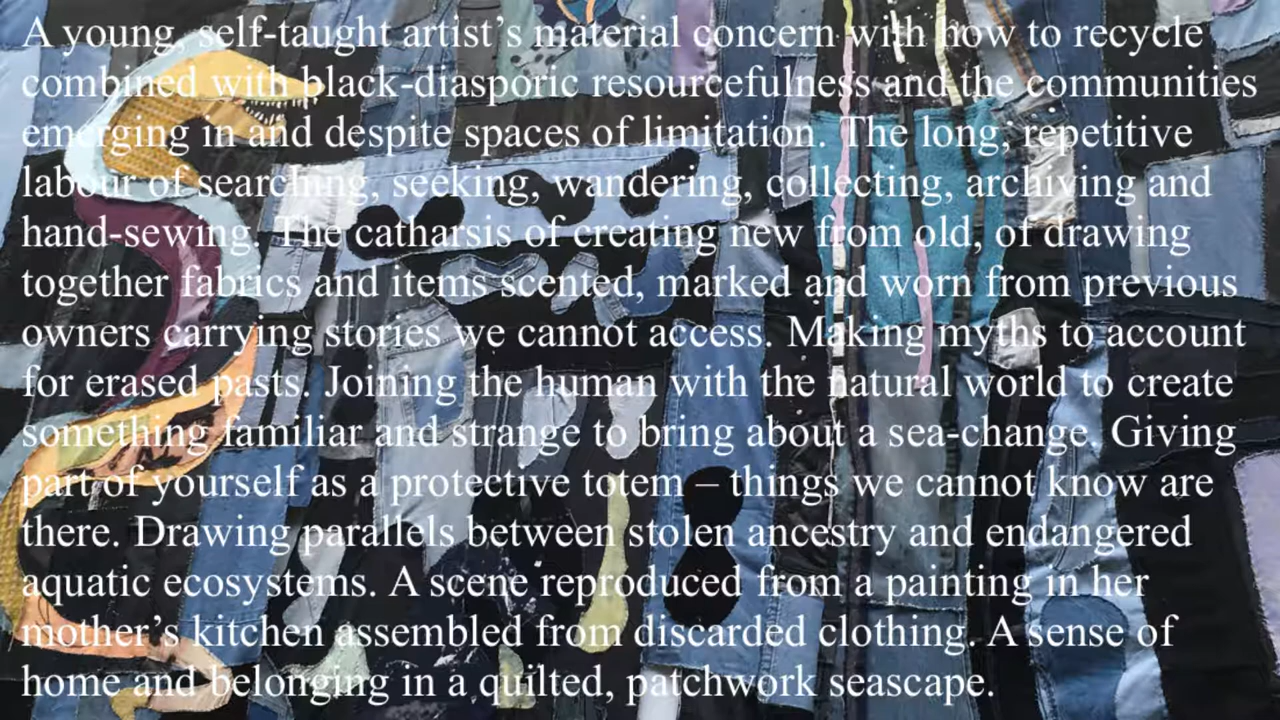 A young, self-taught artist’s material concern with how to recycle
combined with black-diasporic resourcefulness and the communities
emerging in and despite spaces of limitation. The long, repetitive
labour of searching, seeking, wandering, collecting, archiving and
hand-sewing. The catharsis of creating new from old, of drawing
together fabrics and items scented, marked and worn from previous
owners carrying stories we cannot access. Making myths to account
for erased pasts. Joining the human with the natural world to create
something familiar and strange to bring about a sea-change. Giving
part of yourself as a protective totem – things we cannot know are
there. Drawing parallels between stolen ancestry and endangered
aquatic ecosystems. A scene reproduced from a painting in her
mother’s kitchen assembled from discarded clothing. A sense of
home and belonging in a quilted, patchwork seascape.